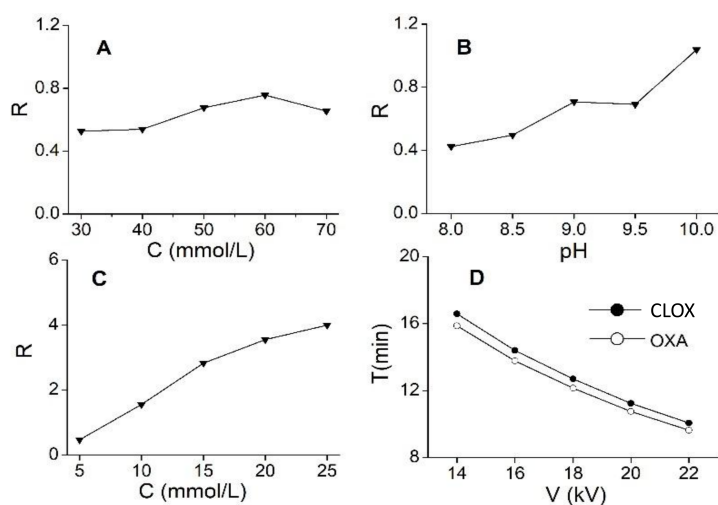 A
R
1.2
0.8
0.4
0.0
30 40 50 60 70
C (mmol/L)
B
R
1.2
0.8
0.4
0.0
8.0 8.5 9.0 9.5 10.0
pH
C
R
8
4
2
0
5 10 15 20 25
C (mmol/L)
D
T(min)
20
16
12
8
CLOX
OXA
14 16 18 20 22
V (kV)